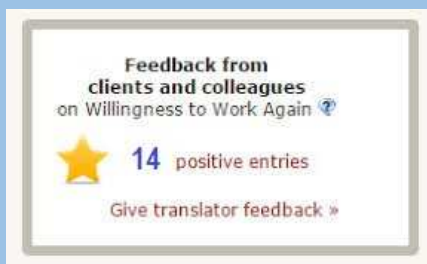 Feedback from
clients and colleagues
on Willingness to Work Again
14 positive entries
Give translator feedback »